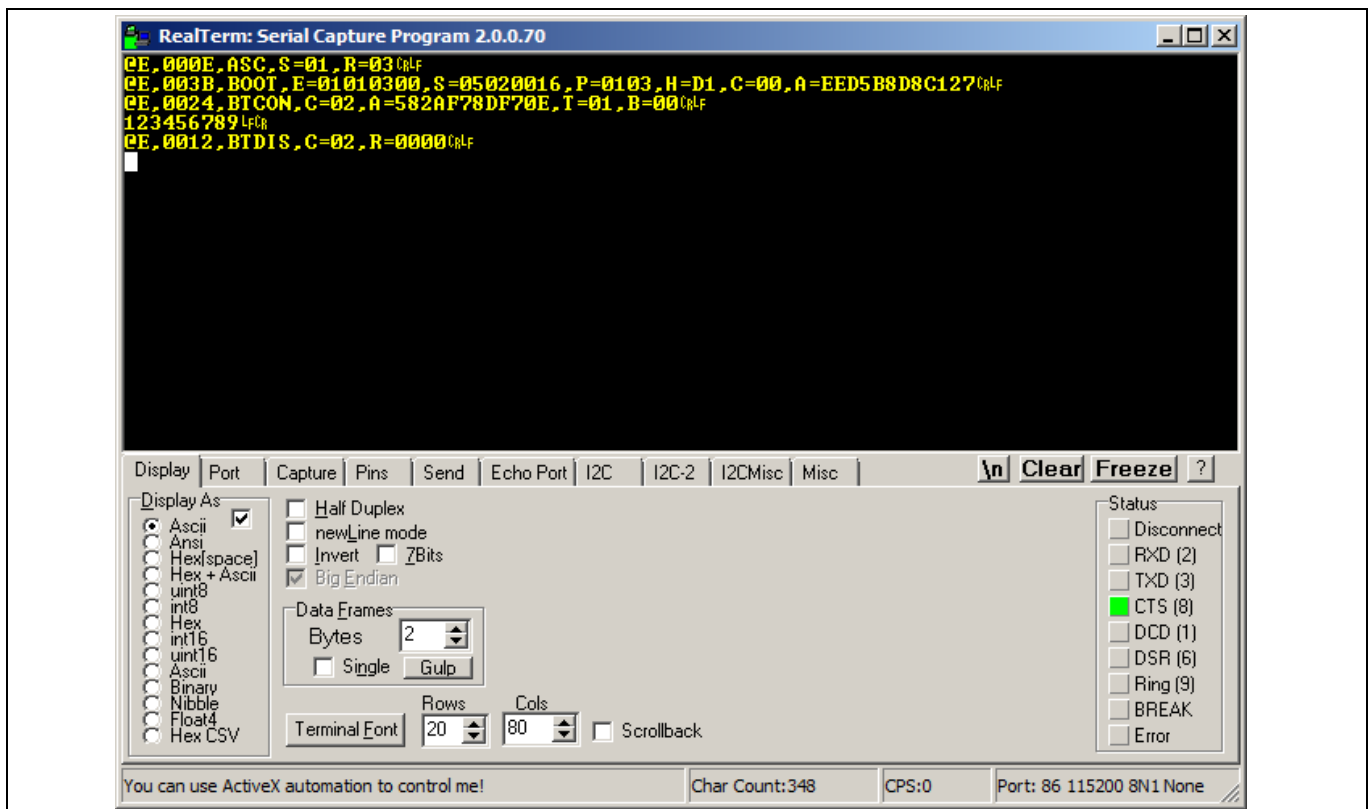 RealTerm: Serial Capture Program 2.0.0.70
@E,000E,ASC,S=01,R=03CRLF
@E,003B,BOOT,E=01010300,S=05020016,P=0103,H=D1,C=00,A=EED5B8D8C127CRLF
@E,0024,BTCON,C=02,A=582AF78DF70E,T=01,B=00CRLF
123456789LFCR
@E,0012,BTDIS,C=02,R=0000CRLF
Display Port Capture Pins Send Echo Port I2C I2C-2 I2CMisc Misc \n Clear Freeze ?
Display As
Ascii
Ansi
Hex[space]
Hex + Ascii
uint8
int8
Hex
int16
uint16
Ascii
Binary
Nibble
Float4
Hex CSV
Half Duplex
newLine mode
Invert 7Bits
Big Endian
Data Frames
Bytes 2
Single Gulp
Rows Cols
Terminal Font 20 80 Scrollback
Status
Disconnect
RXD (2)
TXD (3)
CTS (8)
DCD (1)
DSR (6)
Ring (9)
BREAK
Error
You can use ActiveX automation to control me! Char Count:348 CPS:0 Port: 86 115200 8N1 None